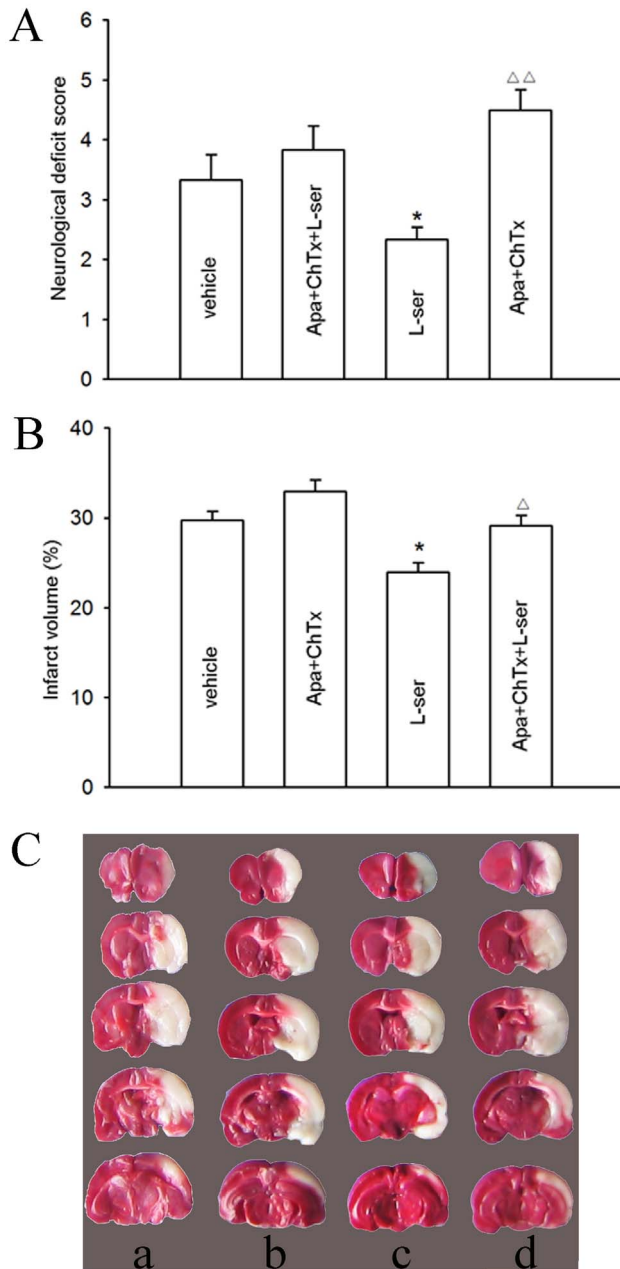 A
Neurological deficit score
6
5
4
3
2
1
0
vehicle
Apa+ChTx+L-ser
*
L-ser
△△
Apa+ChTx
B
Infarct volume (%)
40
30
20
10
0
vehicle
Apa+ChTx
*
L-ser
△
Apa+ChTx+L-ser
C
a b c d